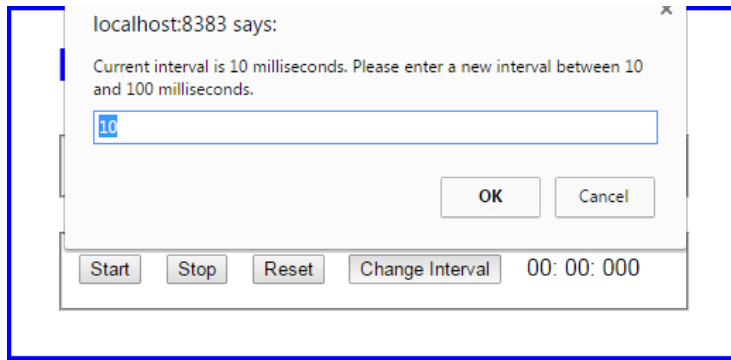 localhost:8383 says:
Current interval is 10 milliseconds. Please enter a new interval between 10
and 100 milliseconds.
10
OK Cancel
Start Stop Reset Change Interval 00: 00: 000